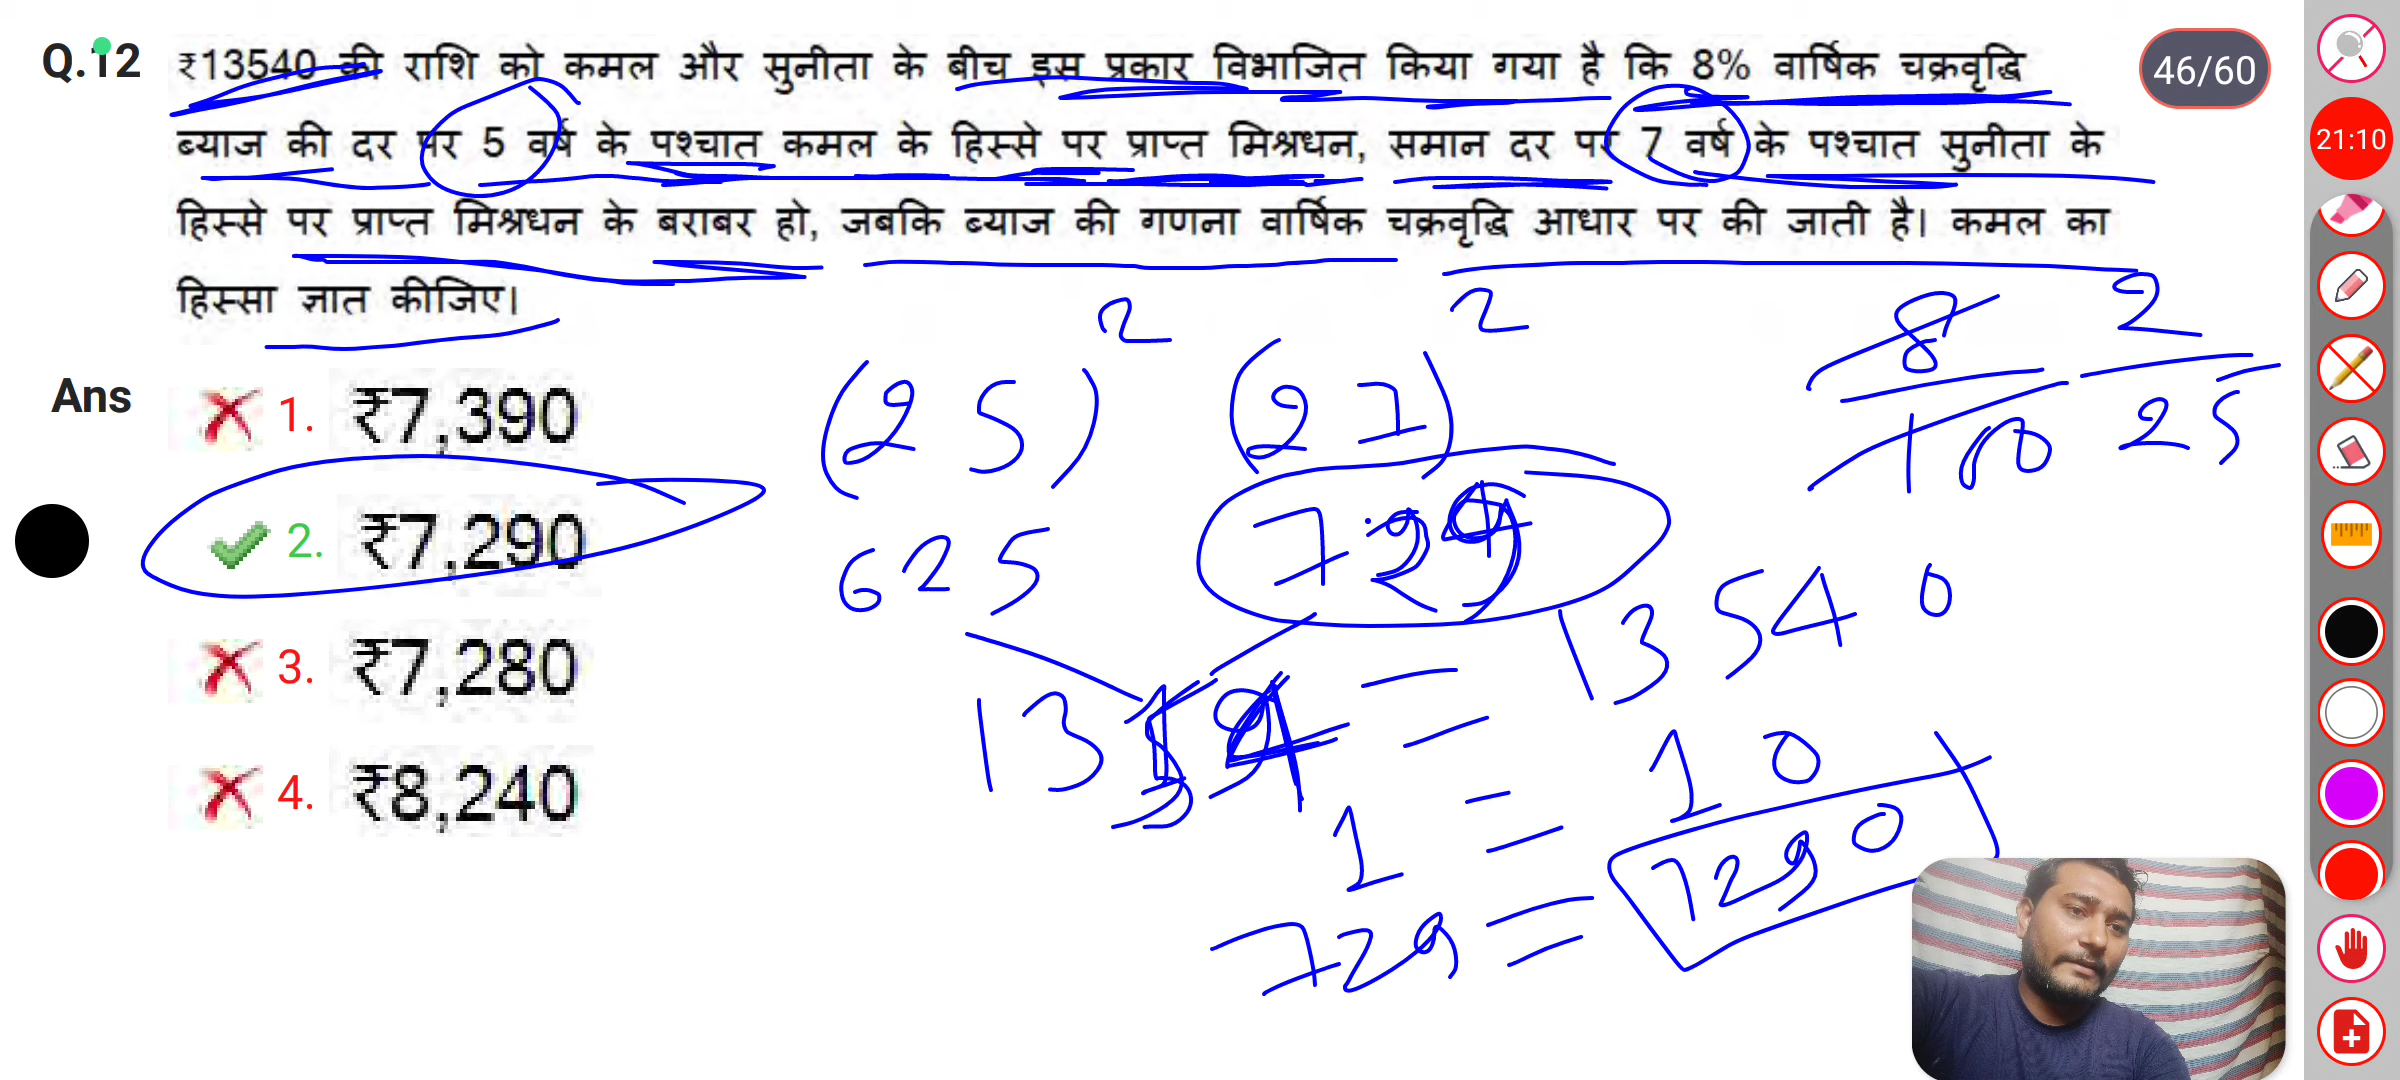 Q.12 ₹13540 की राशि को कमल और सुनीता के बीच इस प्रकार विभाजित किया गया है कि 8% वार्षिक चक्रवृद्धि
ब्याज की दर पर 5 वर्ष के पश्चात कमल के हिस्से पर प्राप्त मिश्रधन, समान दर पर 7 वर्ष के पश्चात सुनीता के
हिस्से पर प्राप्त मिश्रधन के बराबर हो, जबकि ब्याज की गणना वार्षिक चक्रवृद्धि आधार पर की जाती है। कमल का
हिस्सा ज्ञात कीजिए।
46/60
21:10
Ans
1. ₹7,390
2. ₹7,290
3. ₹7,280
4. ₹8,240
(25)² (27)²
8/100 2/25
625 729
13 54 = 13540
1 = 10
729 = 7290